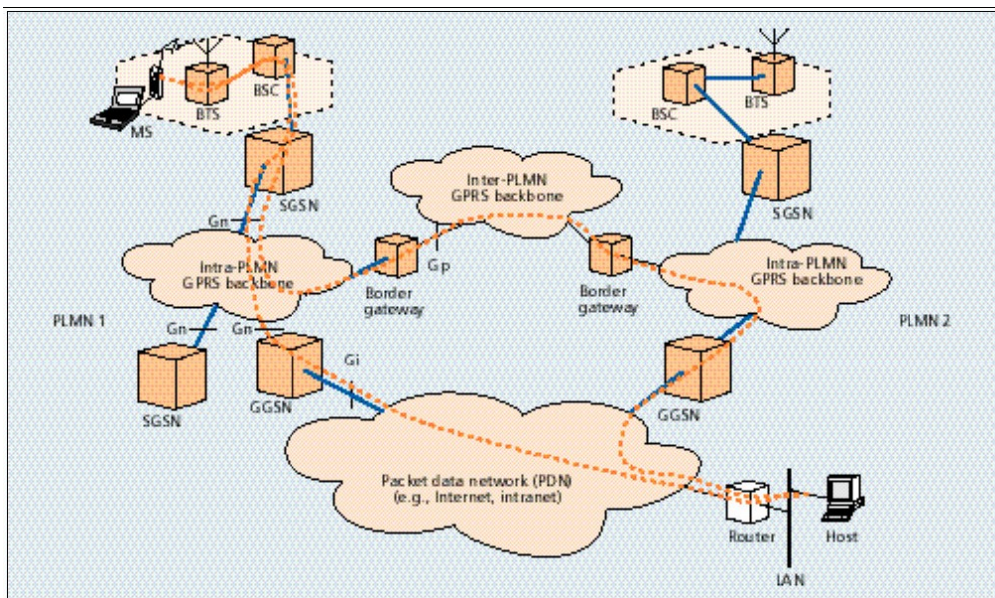 BSC
BTS
MS
SGSN
BSC
BTS
SGSN
Inter-PLMN
GPRS backbone
Gn
Gp
Intra-PLMN
GPRS backbone
Border
gateway
Border
gateway
Intra-PLMN
GPRS backbone
PLMN 1
Gn
Gn
PLMN 2
SGSN
GGSN
Gi
GGSN
Packet data network (PDN)
(e.g., Internet, intranet)
Router
Host
LAN